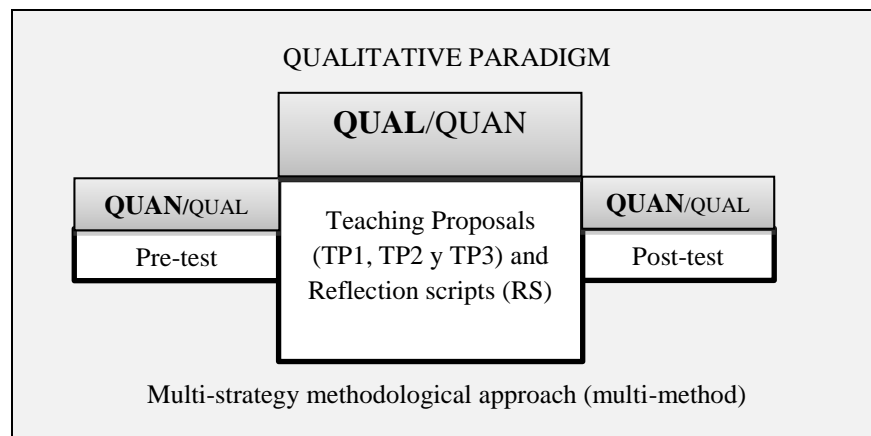 QUALITATIVE PARADIGM
QUAL/QUAN
QUAN/QUAL
Pre-test
Teaching Proposals
(TP1, TP2 y TP3) and
Reflection scripts (RS)
QUAN/QUAL
Post-test
Multi-strategy methodological approach (multi-method)